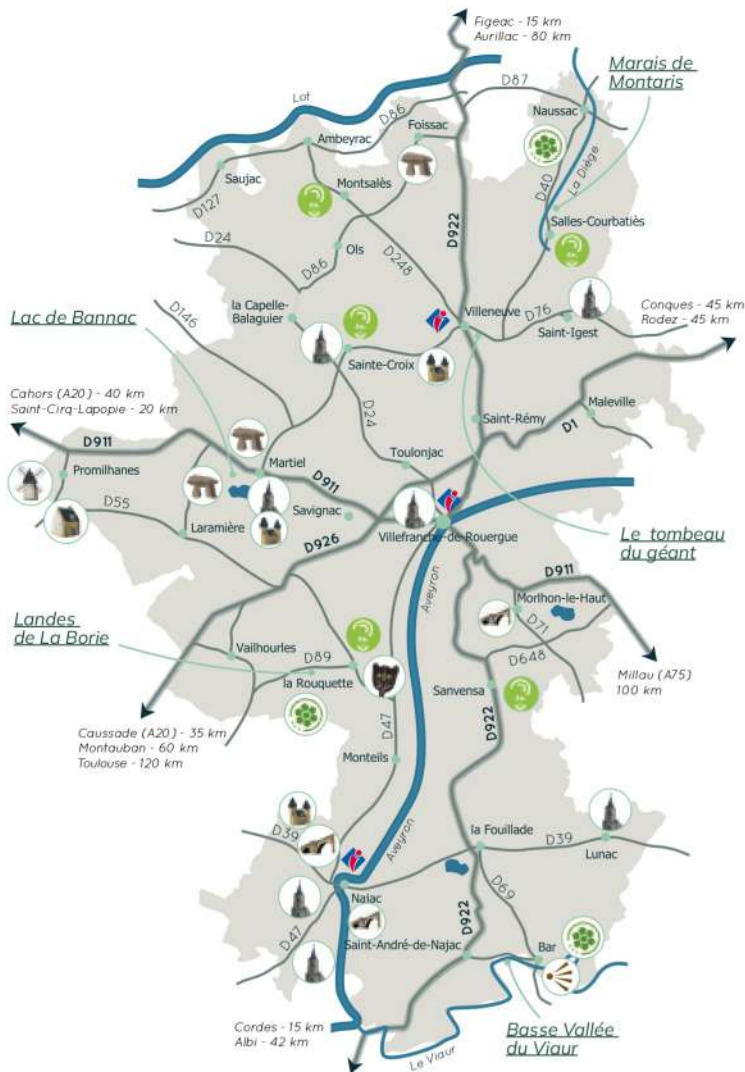 Figeac - 15 km
Aurillac - 80 km
Marais de
Montaris
D87
Lot
D86
Naussac
Foissac
Ambeyrac
La Diège
Saujac
Montsalès
D40
D127
D922
Salles-Courbatiès
D24
Ols
D86
D248
la Capelle-
Balaguier
Villeneuve
D76
Conques - 45 km
Rodez - 45 km
Lac de Bannac
D146
Saint-Igest
Sainte-Croix
Cahors (A20) - 40 km
Saint-Cirq-Lapopie - 20 km
D24
Maleville
Saint-Rémy
D1
D911
Toulonjac
Martiel
Promilhanes
D911
D55
Savignac
Laramière
Villefranche-de-Rouergue
Le tombeau
du géant
D926
Aveyron
D911
Morlhon-le-Haut
Landes
de La Borie
D71
Vailhourles
D648
D89
Millau (A75)
100 km
la Rouquette
Sanvensa
D47
D922
Caussade (A20) - 35 km
Montauban - 60 km
Toulouse - 120 km
Monteils
Aveyron
la Fouillade
D39
D39
Lunac
Najac
D69
D922
D47
Saint-André-de-Najac
Bar
Cordes - 15 km
Albi - 42 km
Basse Vallée
du Viaur
Le Viaur